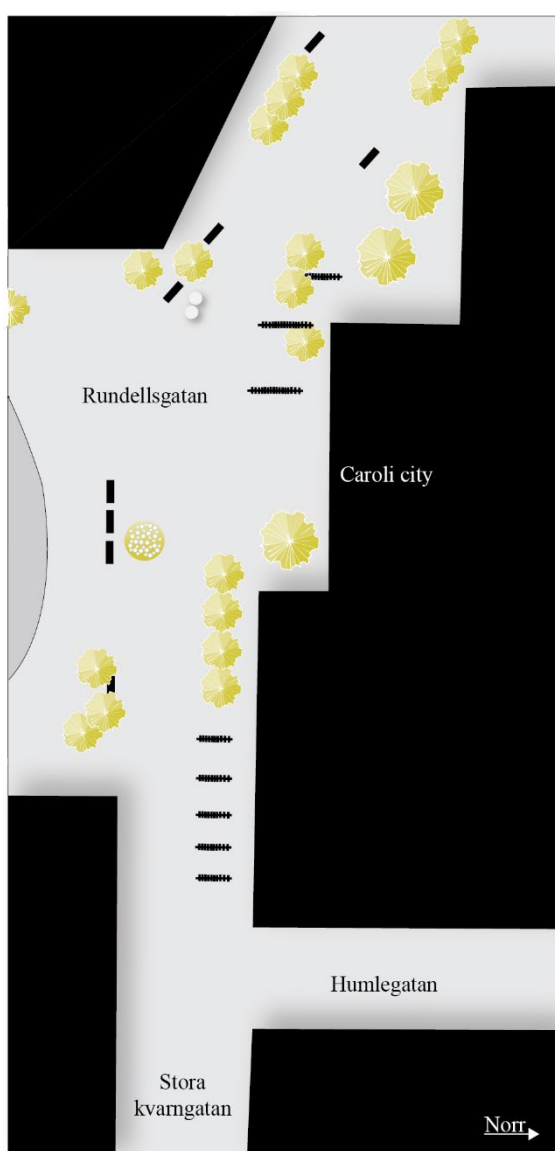 Rundellsgatan
Caroli city
Humlegatan
Stora
kvarngatan
Norr